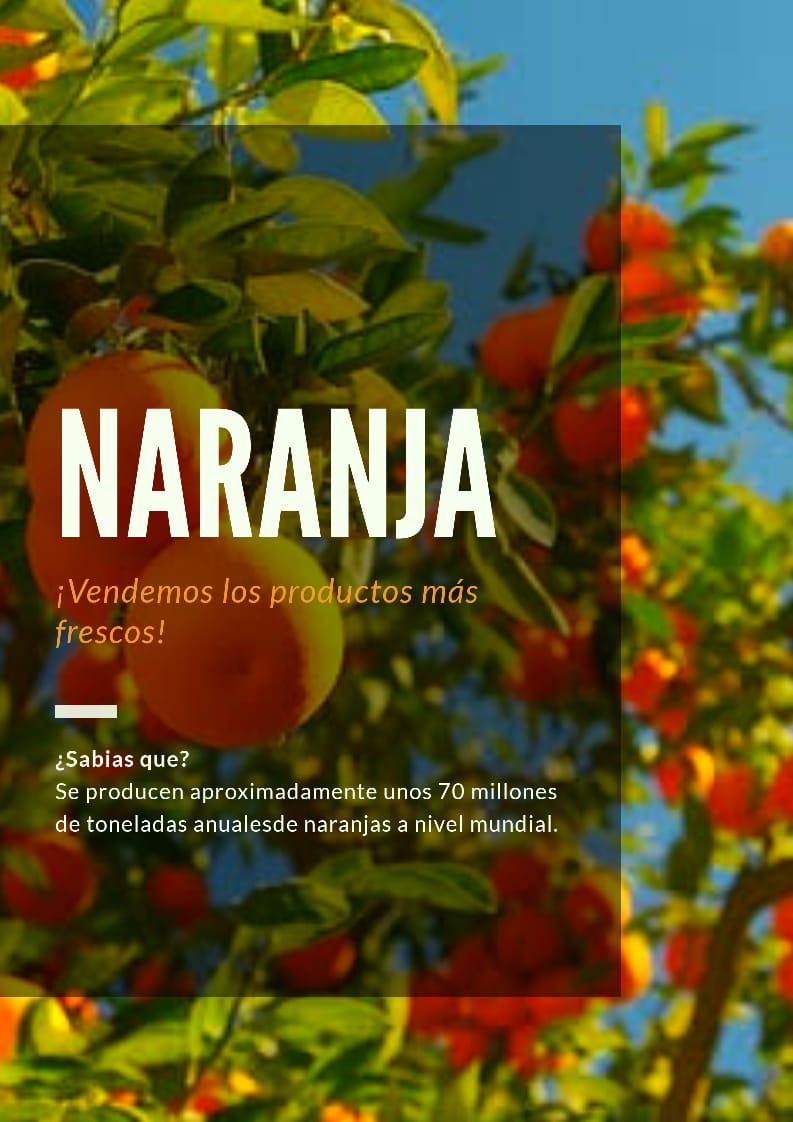 NARANJA
¡Vendemos los productos más
frescos!
¿Sabias que?
Se producen aproximadamente unos 70 millones
de toneladas anualesde naranjas a nivel mundial.